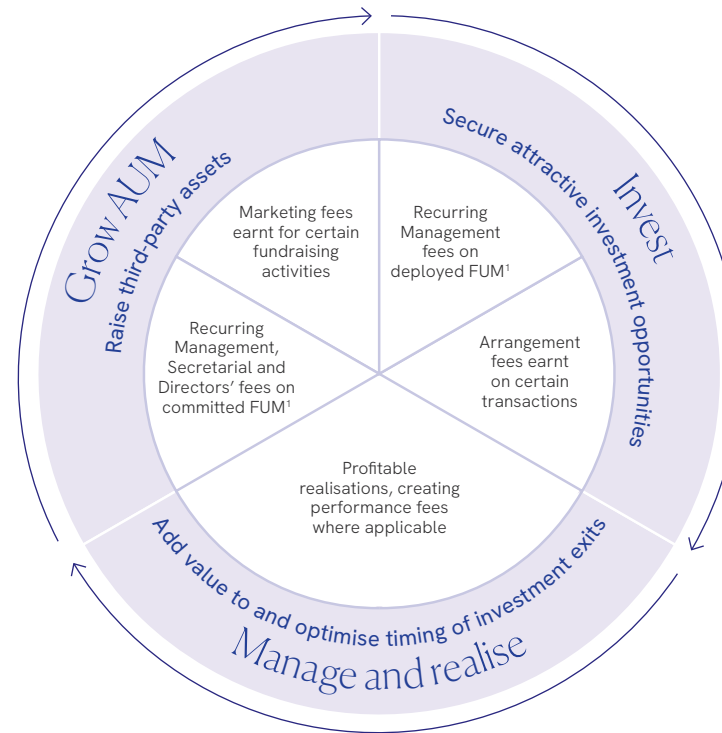 Grow AUM
Raise third-party assets
Marketing fees
earnt for certain
fundraising
activities
Recurring
Management,
Secretarial and
Directors’ fees on
committed FUM¹
Invest
Secure attractive investment opportunities
Recurring
Management
fees on
deployed FUM¹
Arrangement
fees earnt
on certain
transactions
Profitable
realisations, creating
performance fees
where applicable
Add value to and optimise timing of investment exits
Manage and realise